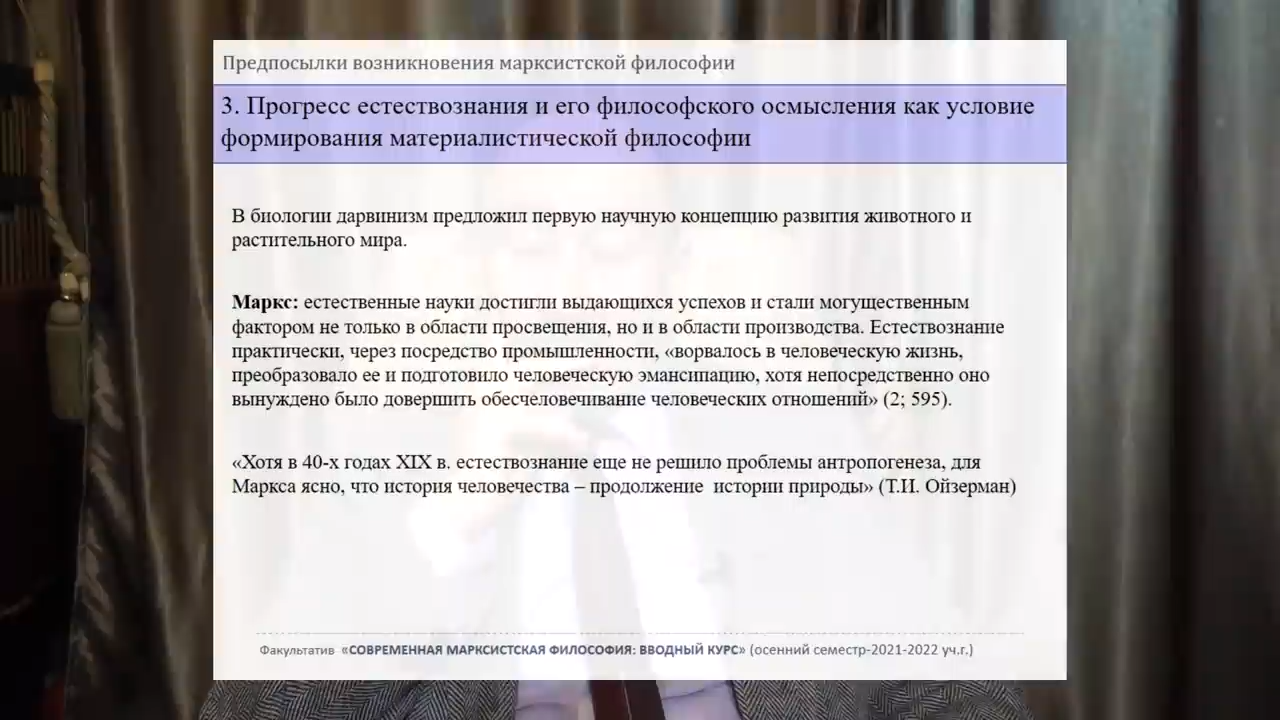 Предпосылки возникновения марксистской философии
3. Прогресс естествознания и его философского осмысления как условие
формирования материалистической философии
В биологии дарвинизм предложил первую научную концепцию развития животного и
растительного мира.
Маркс: естественные науки достигли выдающихся успехов и стали могущественным
фактором не только в области просвещения, но и в области производства. Естествознание
практически, через посредство промышленности, «ворвалось в человеческую жизнь,
преобразовало ее и подготовило человеческую эмансипацию, хотя непосредственно оно
вынуждено было довершить обесчеловечивание человеческих отношений» (2; 595).
«Хотя в 40-х годах XIX в. естествознание еще не решило проблемы антропогенеза, для
Маркса ясно, что история человечества – продолжение истории природы» (Т.И. Ойзерман)
Факультатив «СОВРЕМЕННАЯ МАРКСИСТСКАЯ ФИЛОСОФИЯ: ВВОДНЫЙ КУРС» (осенний семестр-2021-2022 уч.г.)